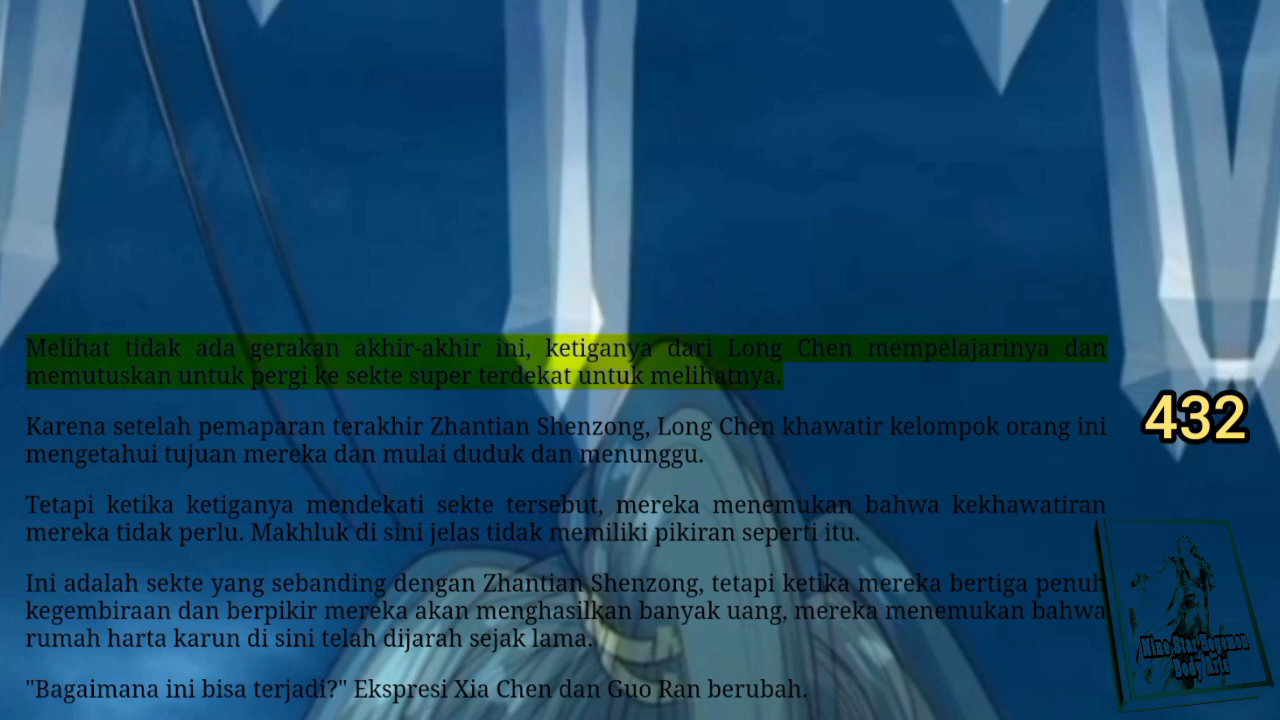 Melihat tidak ada gerakan akhir-akhir ini, ketiganya dari Long Chen mempelajarinya dan
memutuskan untuk pergi ke sekte super terdekat untuk melihatnya.
Karena setelah pemaparan terakhir Zhantian Shenzong, Long Chen khawatir kelompok orang ini
mengetahui tujuan mereka dan mulai duduk dan menunggu.
Tetapi ketika ketiganya mendekati sekte tersebut, mereka menemukan bahwa kekhawatiran
mereka tidak perlu. Makhluk di sini jelas tidak memiliki pikiran seperti itu.
Ini adalah sekte yang sebanding dengan Zhantian Shenzong, tetapi ketika mereka bertiga penuh
kegembiraan dan berpikir mereka akan menghasilkan banyak uang, mereka menemukan bahwa
rumah harta karun di sini telah dijarah sejak lama.
"Bagaimana ini bisa terjadi?" Ekspresi Xia Chen dan Guo Ran berubah.
432
Nine Star Hegemon
Body Arts